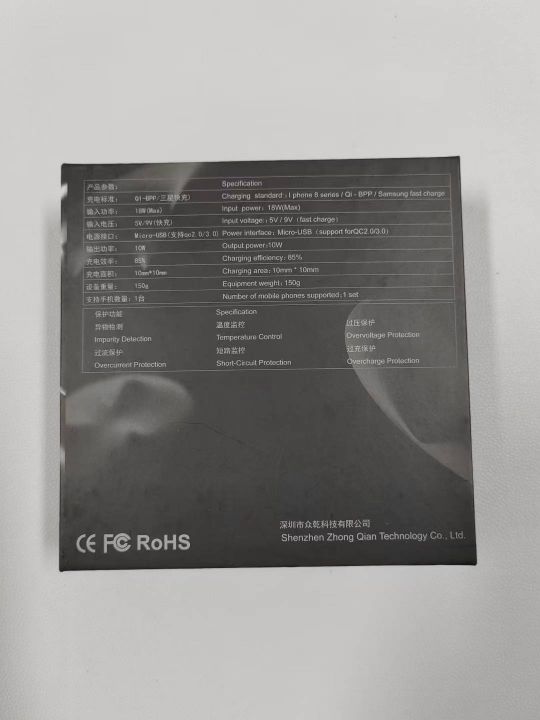 产品参数： Specification
充电标准： Qi-BPP/三星快充) Charging standard：I phone 8 series / Qi - BPP / Samsung fast charge
输入功率： 18W(Max) Input power：18W(Max)
输入电压： 5V/9V(快充) Input voltage：5V / 9V（fast charge）
电源接口： Micro-USB(支持qc2.0/3.0) Power interface：Micro-USB（support forQC2.0/3.0)
输出功率： 10W Output power:10W
充电效率： 85% Charging efficiency: 85%
充电面积： 10mm*10mm Charging area: 10mm * 10mm
设备重量： 150g Equipment weight: 150g
支持手机数量：1台 Number of mobile phones supported：1 set
保护功能 Specification
异物检测 温度监控 过压保护
Imparity Detection Temperature Control Overvoltage Protection
过流保护 短路监控 过充保护
Overcurrent Protection Short-Circuit Protection Overcharge Protection
深圳市众乾科技有限公司
CE FC RoHS Shenzhen Zhong Qian Technology Co., Ltd.